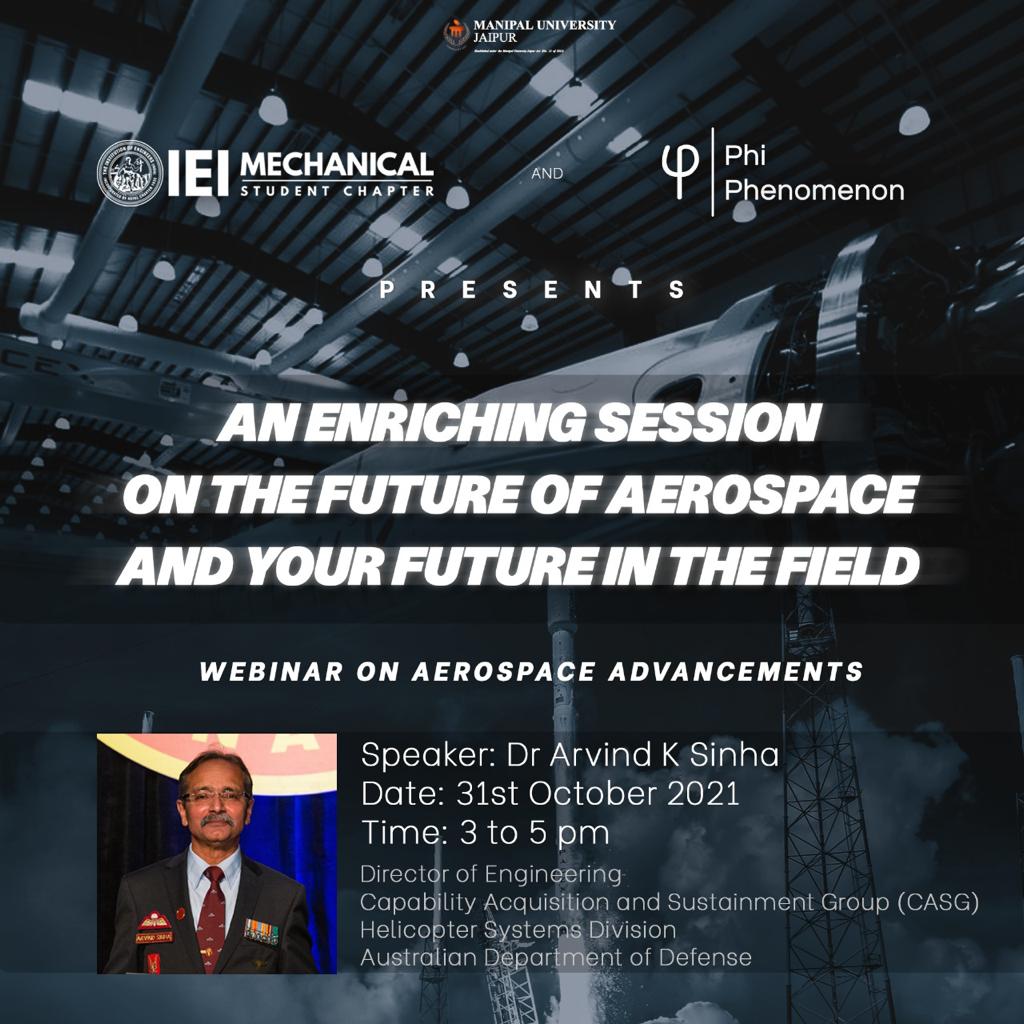 MANIPAL UNIVERSITY
JAIPUR
IEI MECHANICAL
STUDENT CHAPTER
AND
Phi
Phenomenon
PRESENTS
AN ENRICHING SESSION
ON THE FUTURE OF AEROSPACE
AND YOUR FUTURE IN THE FIELD
WEBINAR ON AEROSPACE ADVANCEMENTS
Speaker: Dr Arvind K Sinha
Date: 31st October 2021
Time: 3 to 5 pm
Director of Engineering
Capability Acquisition and Sustainment Group (CASG)
Helicopter Systems Division
Australian Department of Defense
ARVIND SINHA